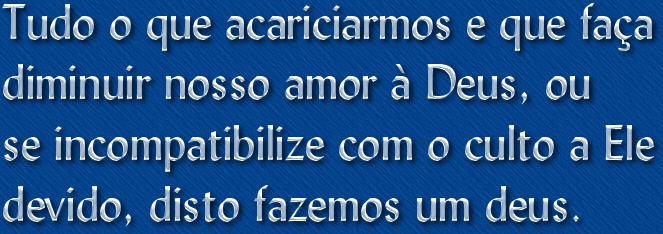 Tudo o que acariciarmos e que faça
diminuir nosso amor à Deus, ou
se incompatibilize com o culto a Ele
devido, disto fazemos um deus.